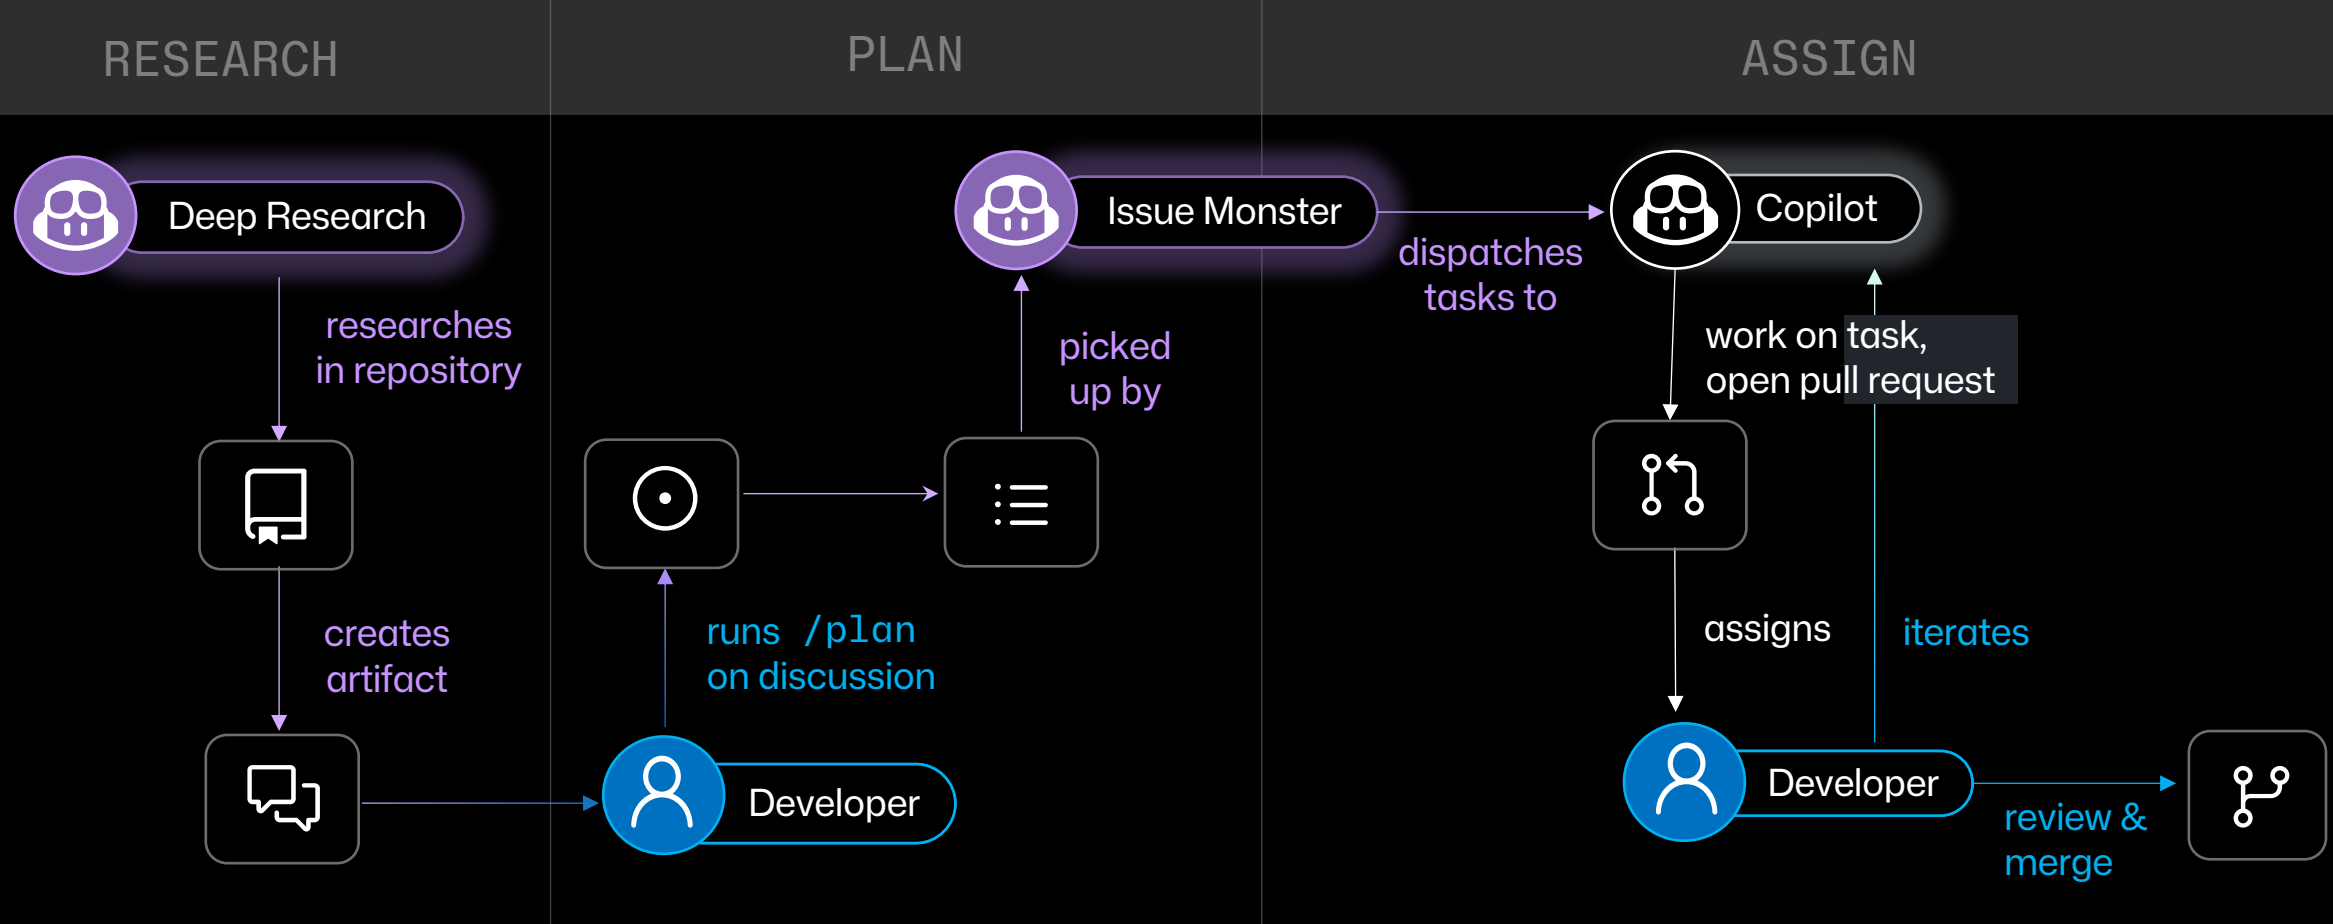 RESEARCH
PLAN
ASSIGN
Deep Research
researches
in repository
creates
artifact
Issue Monster
picked
up by
runs /plan
on discussion
Developer
dispatches
tasks to
Copilot
work on task,
open pull request
assigns
iterates
Developer
review &
merge